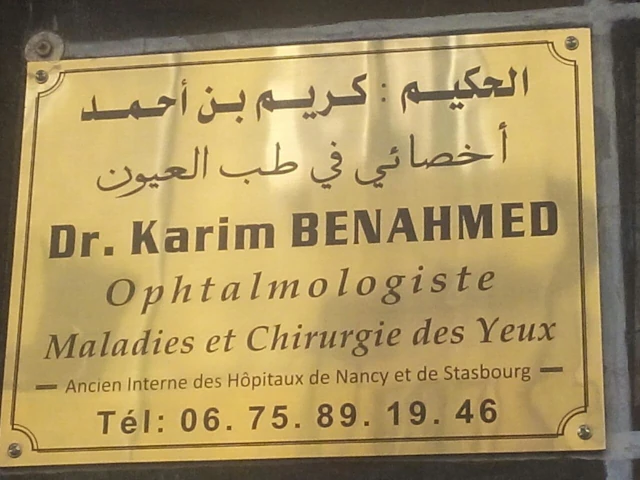 الحكيم : كريم بن أحمد
أخصائي في طب العيون
Dr. Karim BENAHMED
Ophtalmologiste
Maladies et Chirurgie des Yeux
— Ancien Interne des Hôpitaux de Nancy et de Stasbourg —
Tél: 06. 75. 89. 19. 46